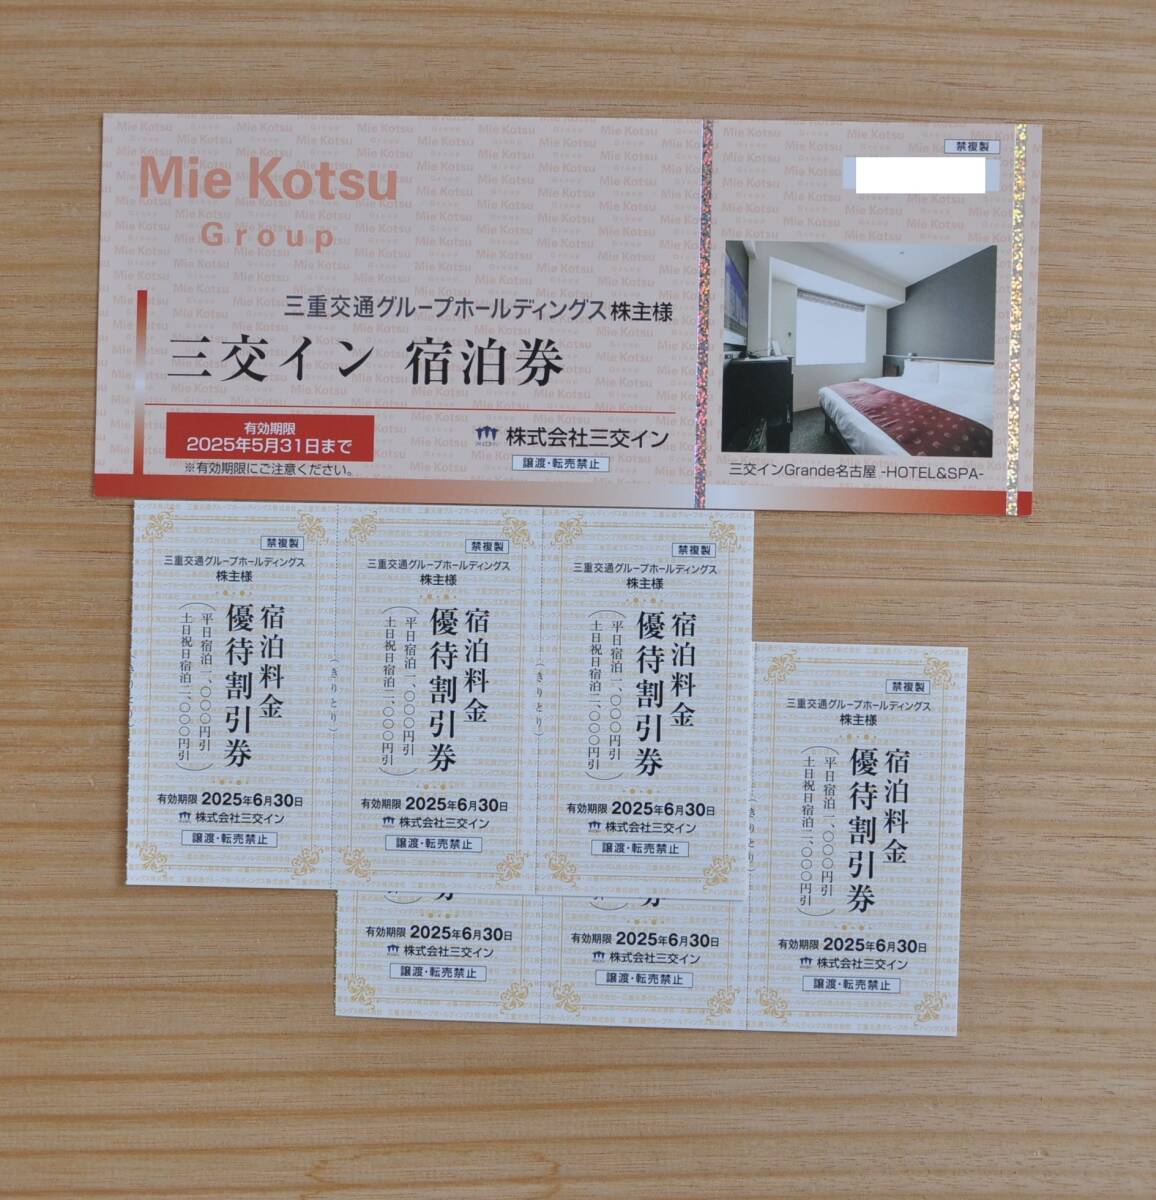 Mie Kotsu
Group
三重交通グループホールディングス 株主様
三交イン 宿泊券
有効期限
2025年5月31日まで
※有効期限にご注意ください。
株式会社三交イン
譲渡・転売禁止
禁複製
三交インGrande名古屋 -HOTEL&SPA-
禁複製
三重交通グループホールディングス
株主様
宿泊料金
優待割引券
(平日宿泊一、〇〇〇円引
土日祝日宿泊二、〇〇〇円引)
有効期限 2025年6月30日
株式会社三交イン
譲渡・転売禁止
(きりとり)
禁複製
三重交通グループホールディングス
株主様
宿泊料金
優待割引券
(平日宿泊一、〇〇〇円引
土日祝日宿泊二、〇〇〇円引)
有効期限 2025年6月30日
株式会社三交イン
譲渡・転売禁止
(きりとり)
禁複製
三重交通グループホールディングス
株主様
宿泊料金
優待割引券
(平日宿泊一、〇〇〇円引
土日祝日宿泊二、〇〇〇円引)
有効期限 2025年6月30日
株式会社三交イン
譲渡・転売禁止
(きりとり)
禁複製
三重交通グループホールディングス
株主様
宿泊料金
優待割引券
(平日宿泊一、〇〇〇円引
土日祝日宿泊二、〇〇〇円引)
有効期限 2025年6月30日
株式会社三交イン
譲渡・転売禁止
(きりとり)
有効期限 2025年6月30日
株式会社三交イン
譲渡・転売禁止
有効期限 2025年6月30日
株式会社三交イン
譲渡・転売禁止